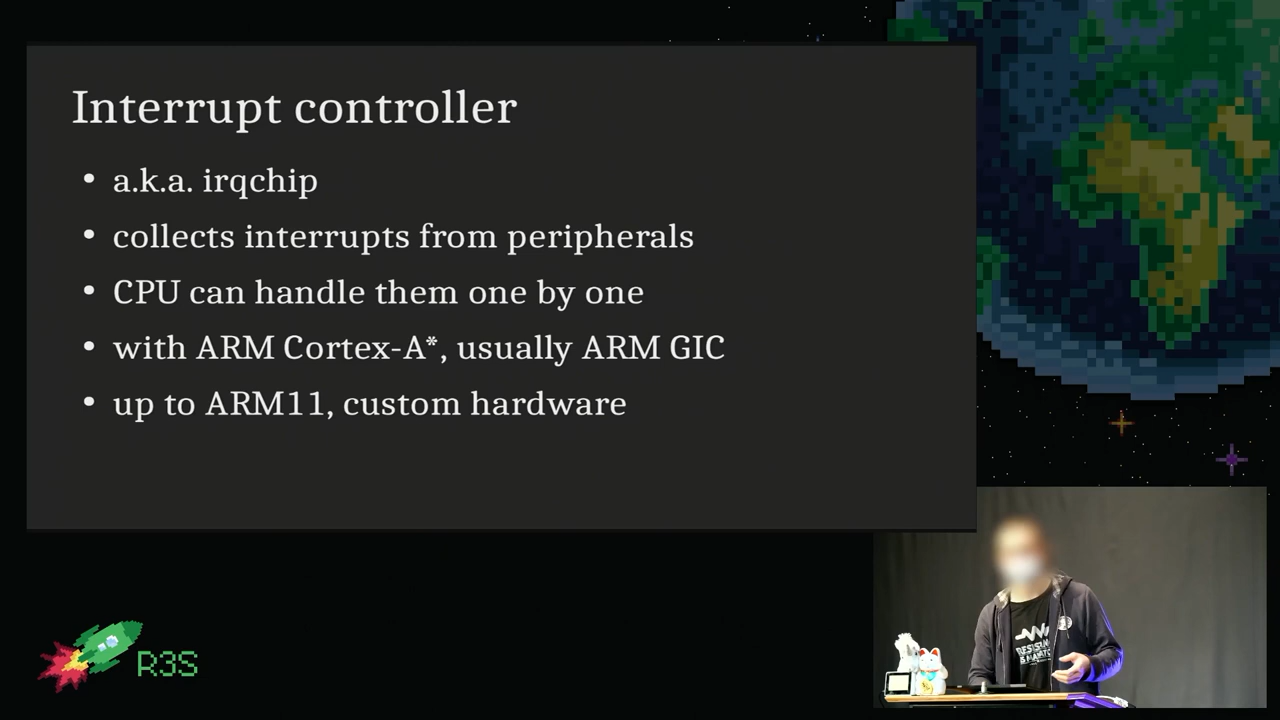 Interrupt controller
• a.k.a. irqchip
• collects interrupts from peripherals
• CPU can handle them one by one
• with ARM Cortex-A*, usually ARM GIC
• up to ARM11, custom hardware
R3S